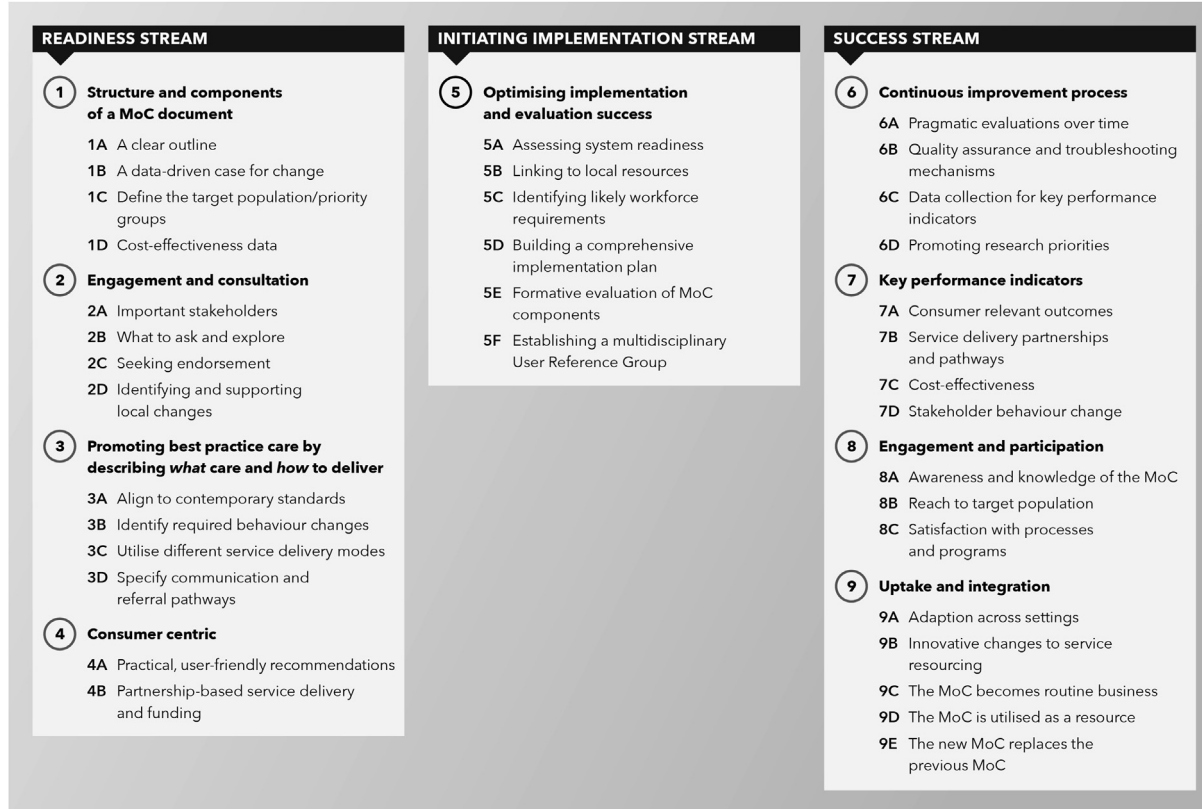 READINESS STREAM
1 Structure and components
of a MoC document
1A A clear outline
1B A data-driven case for change
1C Define the target population/priority
groups
1D Cost-effectiveness data
2 Engagement and consultation
2A Important stakeholders
2B What to ask and explore
2C Seeking endorsement
2D Identifying and supporting
local changes
3 Promoting best practice care by
describing what care and how to deliver
3A Align to contemporary standards
3B Identify required behaviour changes
3C Utilise different service delivery modes
3D Specify communication and
referral pathways
4 Consumer centric
4A Practical, user-friendly recommendations
4B Partnership-based service delivery
and funding
INITIATING IMPLEMENTATION STREAM
5 Optimising implementation
and evaluation success
5A Assessing system readiness
5B Linking to local resources
5C Identifying likely workforce
requirements
5D Building a comprehensive
implementation plan
5E Formative evaluation of MoC
components
5F Establishing a multidisciplinary
User Reference Group
SUCCESS STREAM
6 Continuous improvement process
6A Pragmatic evaluations over time
6B Quality assurance and troubleshooting
mechanisms
6C Data collection for key performance
indicators
6D Promoting research priorities
7 Key performance indicators
7A Consumer relevant outcomes
7B Service delivery partnerships
and pathways
7C Cost-effectiveness
7D Stakeholder behaviour change
8 Engagement and participation
8A Awareness and knowledge of the MoC
8B Reach to target population
8C Satisfaction with processes
and programs
9 Uptake and integration
9A Adaption across settings
9B Innovative changes to service
resourcing
9C The MoC becomes routine business
9D The MoC is utilised as a resource
9E The new MoC replaces the
previous MoC